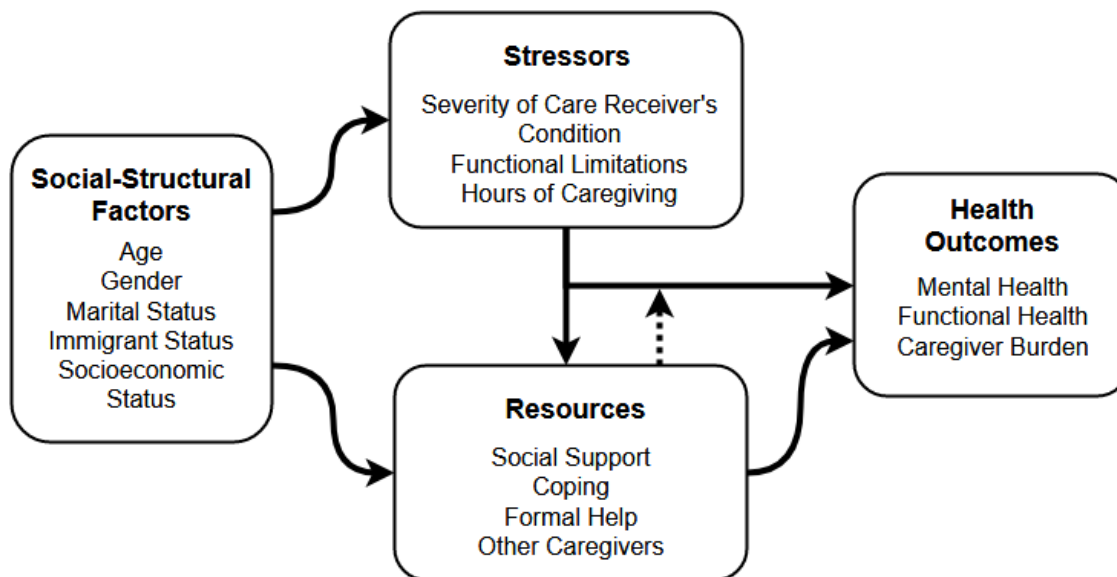 Social-Structural
Factors
Age
Gender
Marital Status
Immigrant Status
Socioeconomic
Status
Stressors
Severity of Care Receiver's
Condition
Functional Limitations
Hours of Caregiving
Resources
Social Support
Coping
Formal Help
Other Caregivers
Health
Outcomes
Mental Health
Functional Health
Caregiver Burden